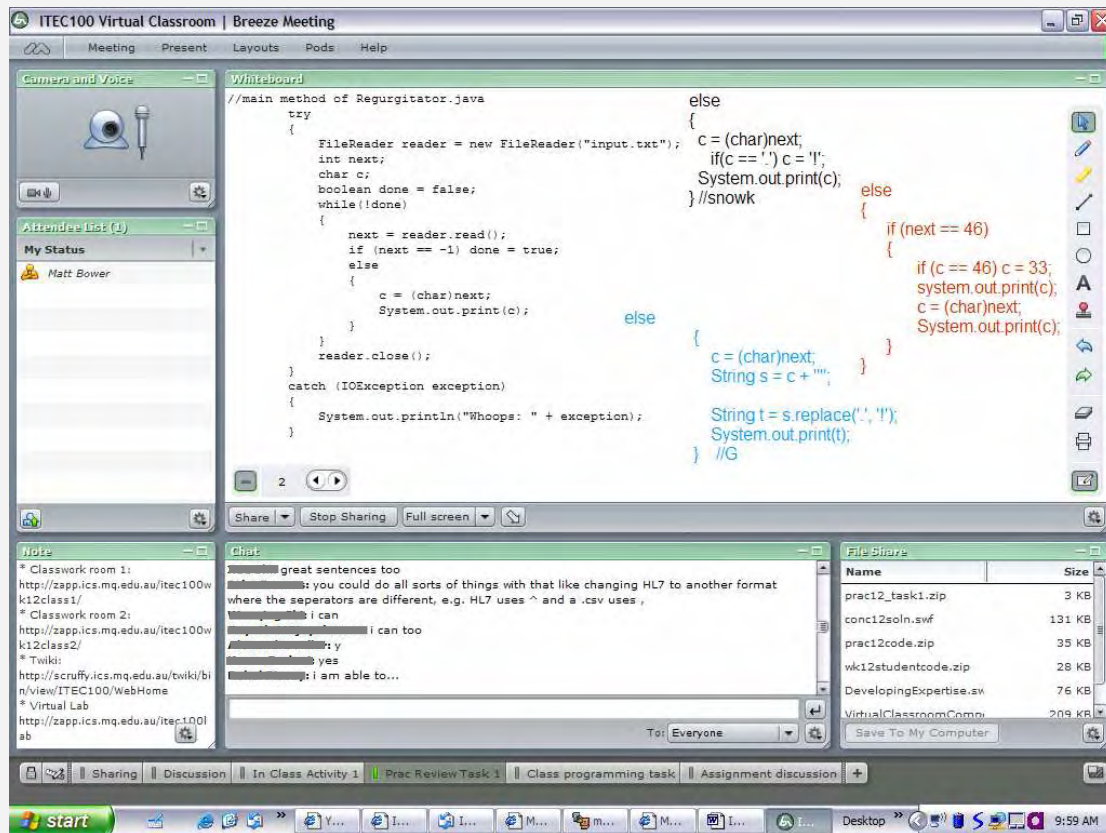 ITEC100 Virtual Classroom | Breeze Meeting
Meeting Present Layouts Pods Help
Camera and Voice
Attendee List (1)
My Status
Matt Bower
Whiteboard
//main method of Regurgitator.java
try
{
FileReader reader = new FileReader("input.txt");
int next;
char c;
boolean done = false;
while(!done)
{
next = reader.read();
if (next == -1) done = true;
else
{
c = (char)next;
System.out.print(c);
}
}
reader.close();
}
catch (IOException exception)
{
System.out.println("Whoops: " + exception);
}
else
{
c = (char)next;
if(c == '.') c = '!';
System.out.print(c);
} //snowk
else
{
if (next == 46)
{
if (c == 46) c = 33;
system.out.print(c);
c = (char)next;
System.out.print(c);
}
}
else
{
c = (char)next;
String s = c + "";
String t = s.replace('.', '!');
System.out.print(t);
} //G
A
2
Share Stop Sharing Full screen
Note
* Classwork room 1:
http://zapp.ics.mq.edu.au/itec100w
k12class1/
* Classwork room 2:
http://zapp.ics.mq.edu.au/itec100w
k12class2/
* Twiki:
http://scruffy.ics.mq.edu.au/twiki/bi
n/view/ITEC100/WebHome
* Virtual Lab
http://zapp.ics.mq.edu.au/itec100l
ab
Chat
great sentences too
: you could do all sorts of things with that like changing HL7 to another format
where the seperators are different, e.g. HL7 uses ^ and a .csv uses ,
i can
i can too
: y
: yes
: i am able to...
To: Everyone
File Share
Name Size
prac12_task1.zip 3 KB
conc12soln.swf 131 KB
prac12code.zip 35 KB
wk12studentcode.zip 28 KB
DevelopingExpertise.sw 76 KB
VirtualClassroomComp 209 KB
Save To My Computer
Sharing Discussion In Class Activity 1 Prac Review Task 1 Class programming task Assignment discussion +
start » Y... I... I... M... m... M... I... I... Desktop » 9:59 AM